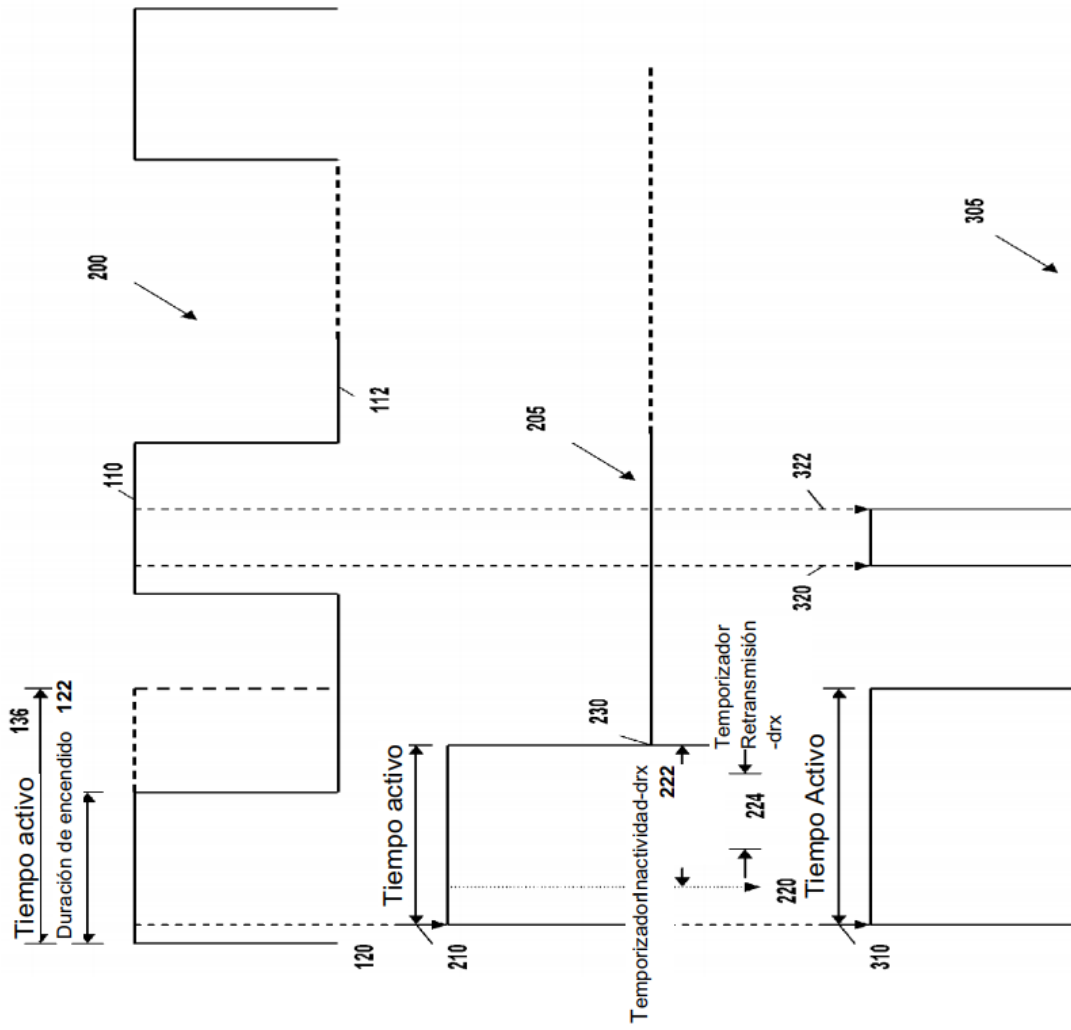 136
Tiempo activo
Duración de encendido 122
200
110
112
120
Tiempo activo
210
230
205
TemporizadorInactividad-drx
222
Temporizador
Retransmisión
-drx
224
220
320
322
Tiempo Activo
310
305